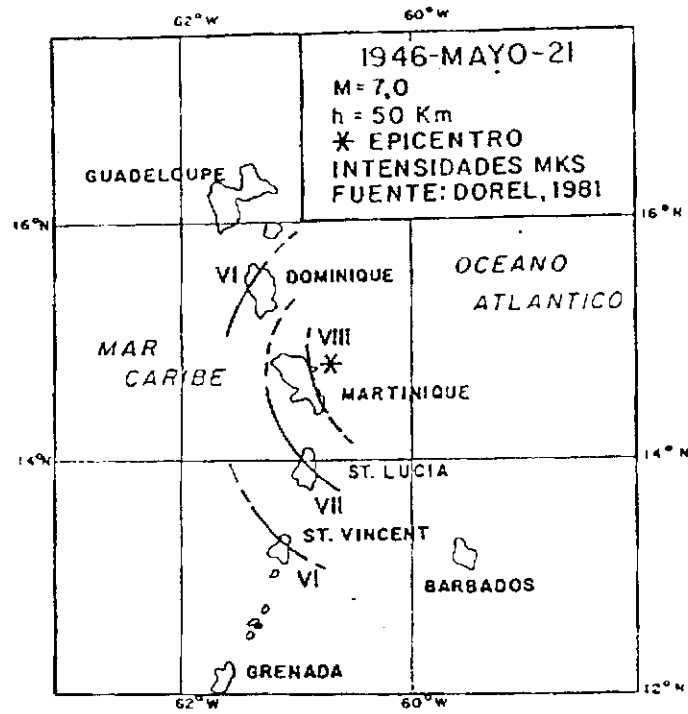 62°W
60°W
1946-MAYO-21
M=7,0
h = 50 Km
* EPICENTRO
INTENSIDADES MKS
FUENTE: DOREL, 1981
GUADELOUPE
16°N
16°N
VI
DOMINIQUE
OCEANO
ATLANTICO
MAR
CARIBE
VIII
*
MARTINIQUE
14°N
14°N
ST. LUCIA
VII
ST. VINCENT
VI
BARBADOS
GRENADA
12°N
62°W
60°W